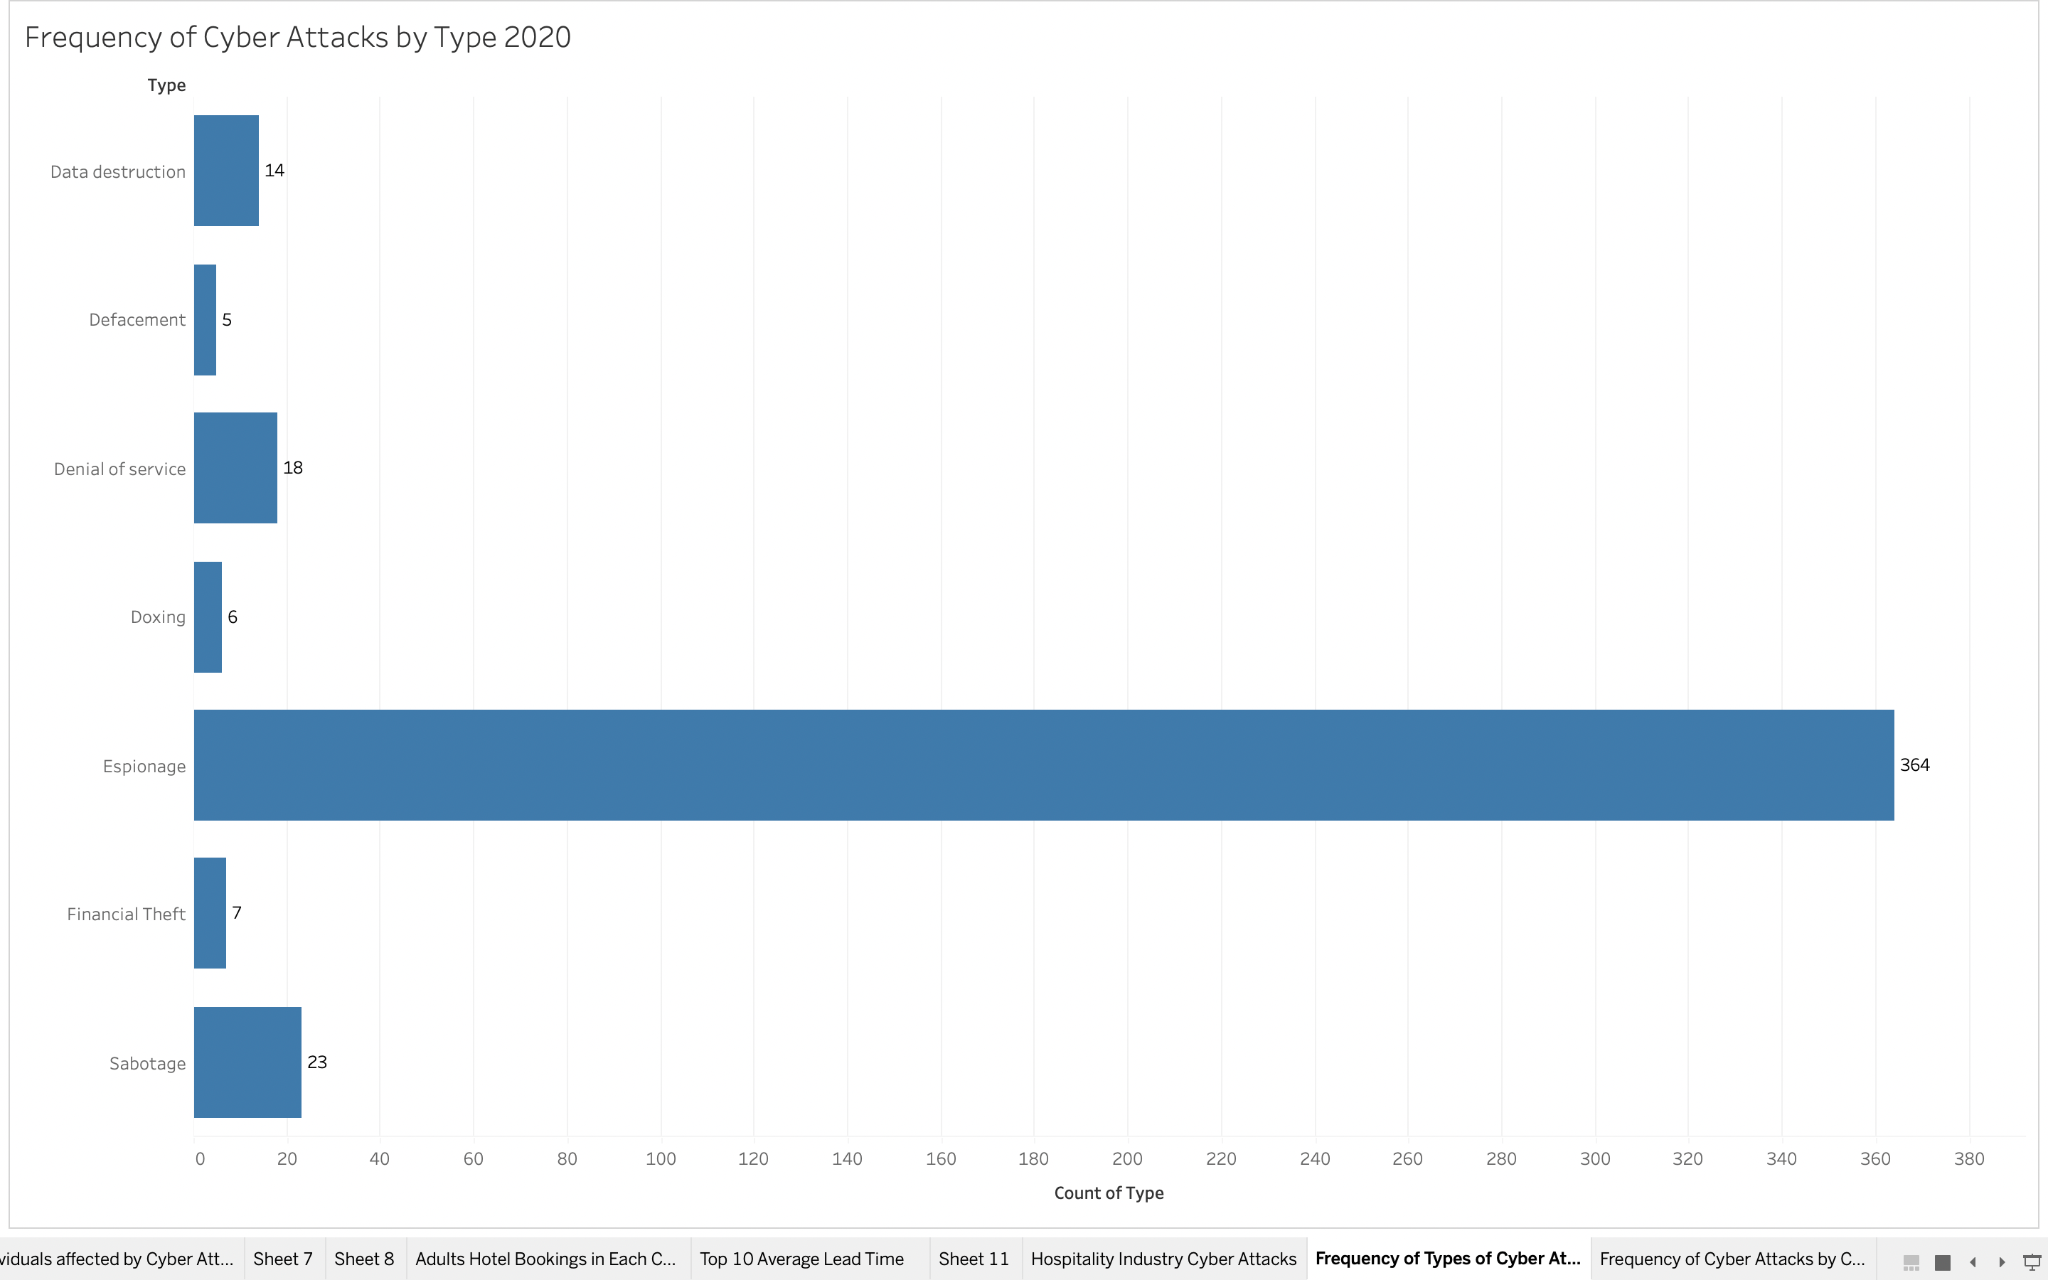 Frequency of Cyber Attacks by Type 2020
Type
Data destruction 14
Defacement 5
Denial of service 18
Doxing 6
Espionage 364
Financial Theft 7
Sabotage 23
0 20 40 60 80 100 120 140 160 180 200 220 240 260 280 300 320 340 360 380
Count of Type
viduals affected by Cyber Att... Sheet 7 Sheet 8 Adults Hotel Bookings in Each C... Top 10 Average Lead Time Sheet 11 Hospitality Industry Cyber Attacks Frequency of Types of Cyber At... Frequency of Cyber Attacks by C...